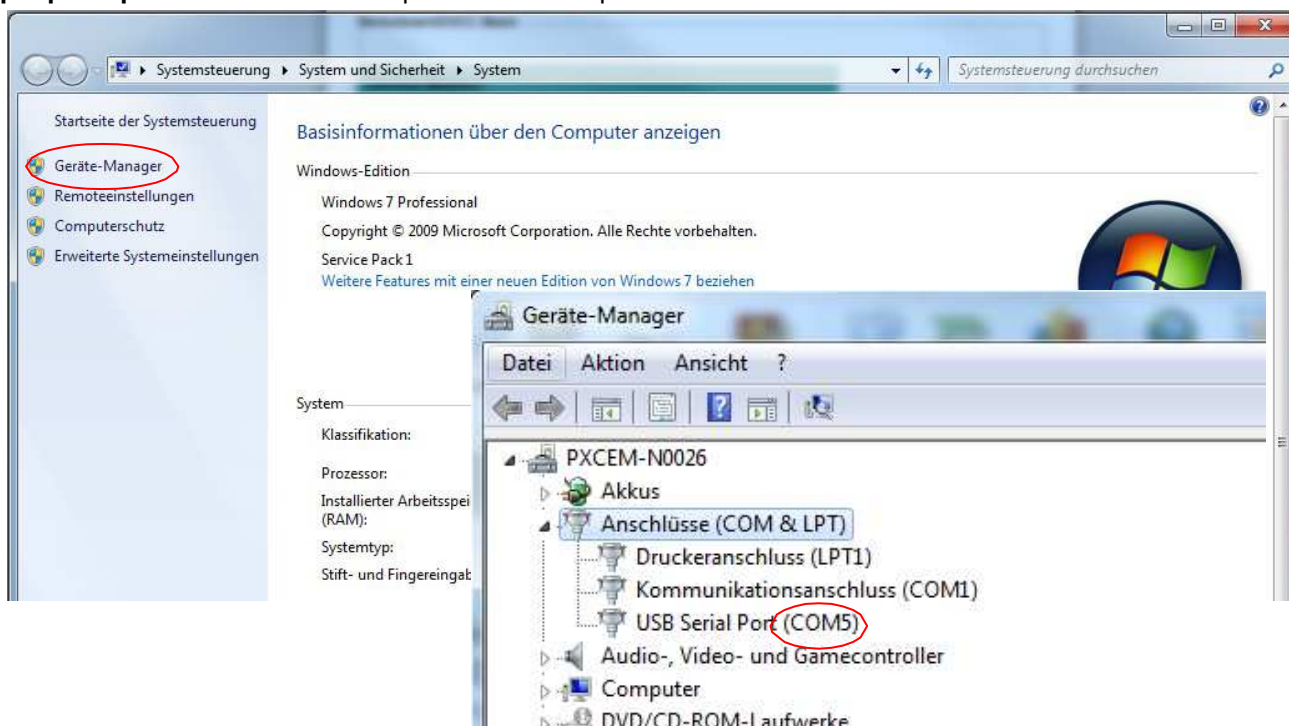 Systemsteuerung ▸ System und Sicherheit ▸ System
Systemsteuerung durchsuchen
Startseite der Systemsteuerung
Geräte-Manager
Remoteeinstellungen
Computerschutz
Erweiterte Systemeinstellungen
Basisinformationen über den Computer anzeigen
Windows-Edition
Windows 7 Professional
Copyright © 2009 Microsoft Corporation. Alle Rechte vorbehalten.
Service Pack 1
Weitere Features mit einer neuen Edition von Windows 7 beziehen
System
Klassifikation:
Prozessor:
Installierter Arbeitsspei
(RAM):
Systemtyp:
Stift- und Fingereingab
Geräte-Manager
Datei Aktion Ansicht ?
PXCEM-N0026
Akkus
Anschlüsse (COM & LPT)
Druckeranschluss (LPT1)
Kommunikationsanschluss (COM1)
USB Serial Port (COM5)
Audio-, Video- und Gamecontroller
Computer
DVD/CD-ROM-Laufwerke